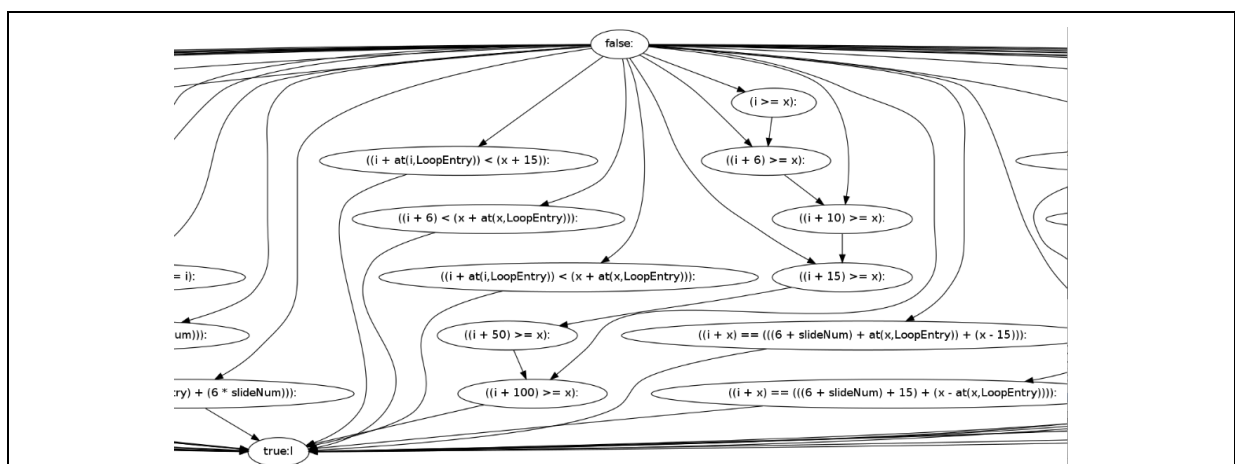 false:
(i >= x):
((i + at(i,LoopEntry)) < (x + 15)):
((i + 6) >= x):
((i + 6) < (x + at(x,LoopEntry))):
((i + 10) >= x):
= i):
((i + at(i,LoopEntry)) < (x + at(x,LoopEntry))):
((i + 15) >= x):
um))):
((i + 50) >= x):
((i + x) == (((6 + slideNum) + at(x,LoopEntry)) + (x - 15))):
try) + (6 * slideNum))):
((i + 100) >= x):
((i + x) == (((6 + slideNum) + 15) + (x - at(x,LoopEntry)))):
true:I